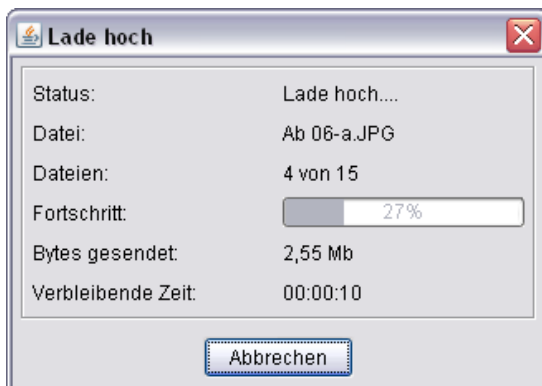 Lade hoch
Status: Lade hoch....
Datei: Ab 06-a.JPG
Dateien: 4 von 15
Fortschritt: 27%
Bytes gesendet: 2,55 Mb
Verbleibende Zeit: 00:00:10
Abbrechen